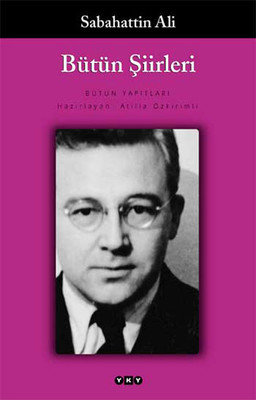 Sabahattin Ali
Bütün Şiirleri
BÜTÜN YAPITLARI
Hazırlayan: Atilla Özkırımlı
YKY